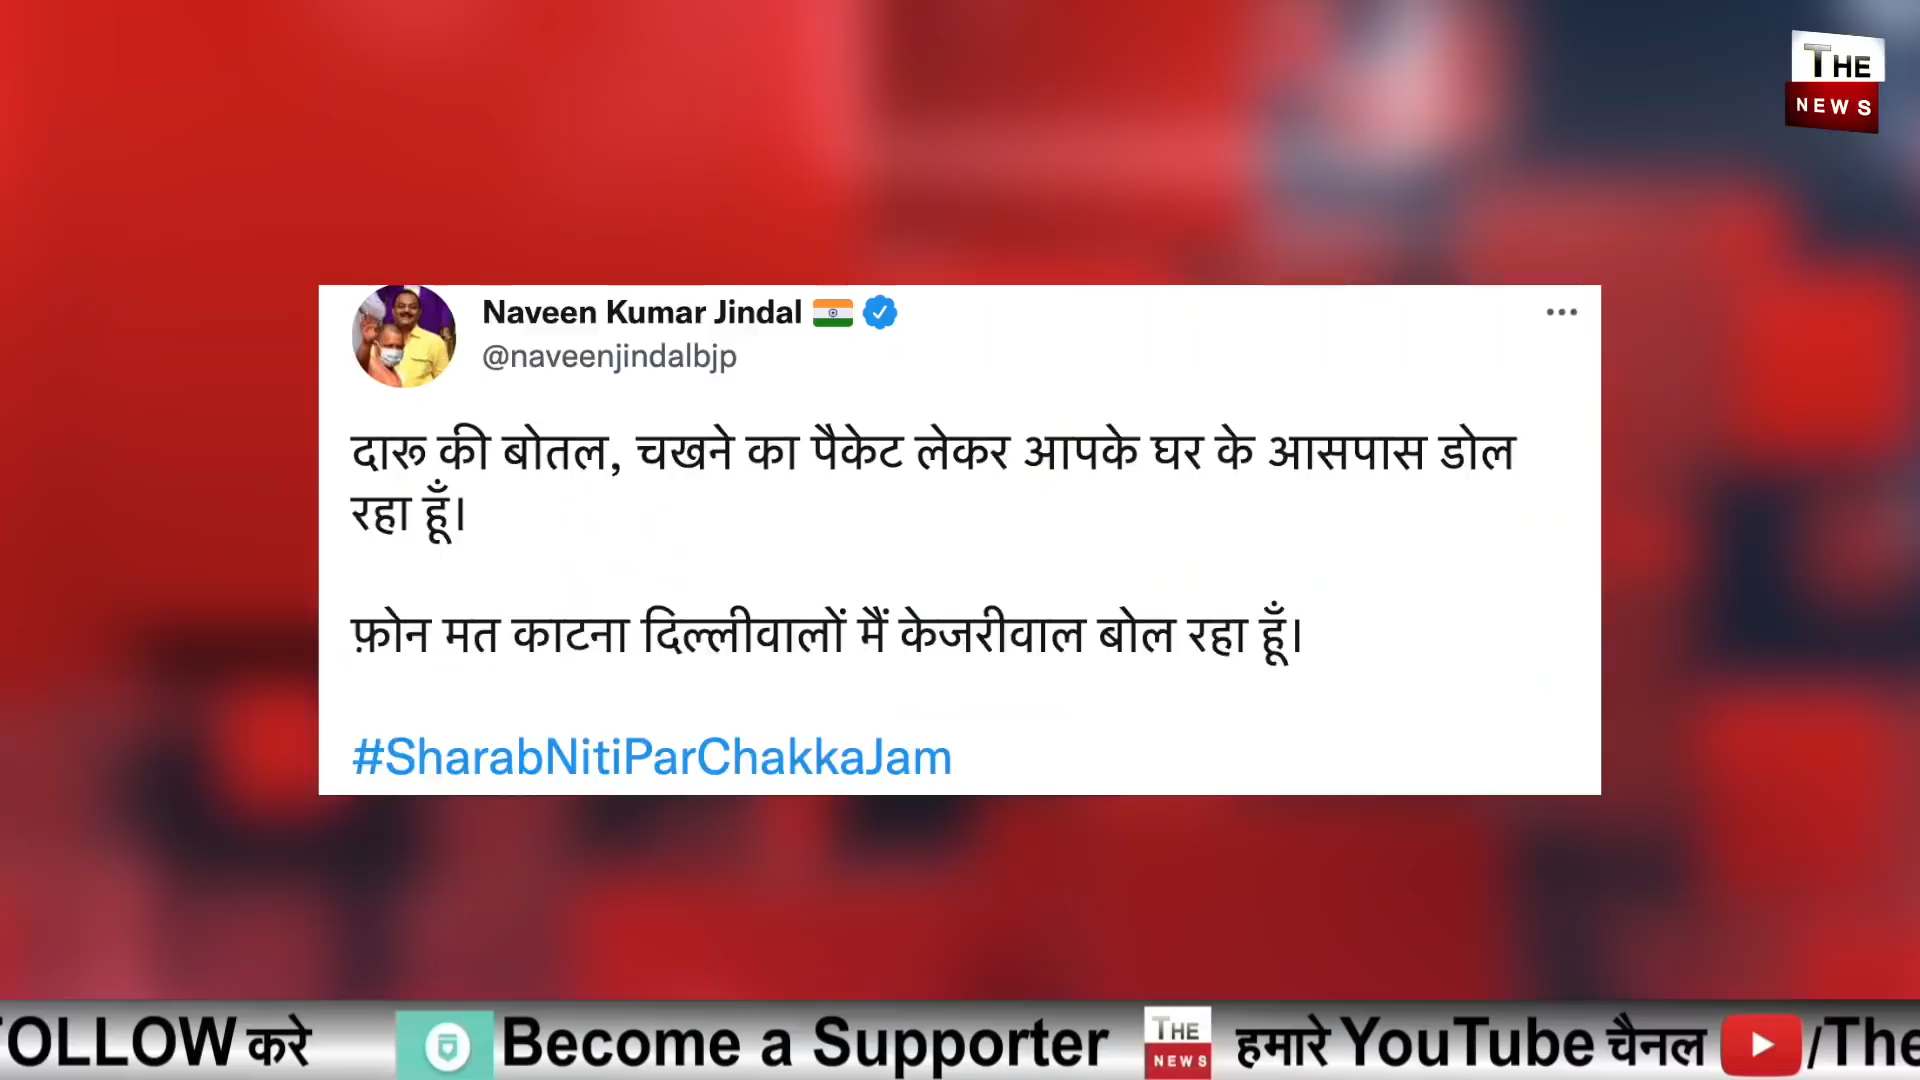 THE
NEWS
Naveen Kumar Jindal
@naveenjindalbjp
दारू की बोतल, चखने का पैकेट लेकर आपके घर के आसपास डोल
रहा हूँ।
फ़ोन मत काटना दिल्लीवालों मैं केजरीवाल बोल रहा हूँ।
#SharabNitiParChakkaJam
FOLLOW करे Become a Supporter THE NEWS हमारे YouTube चैनल /The